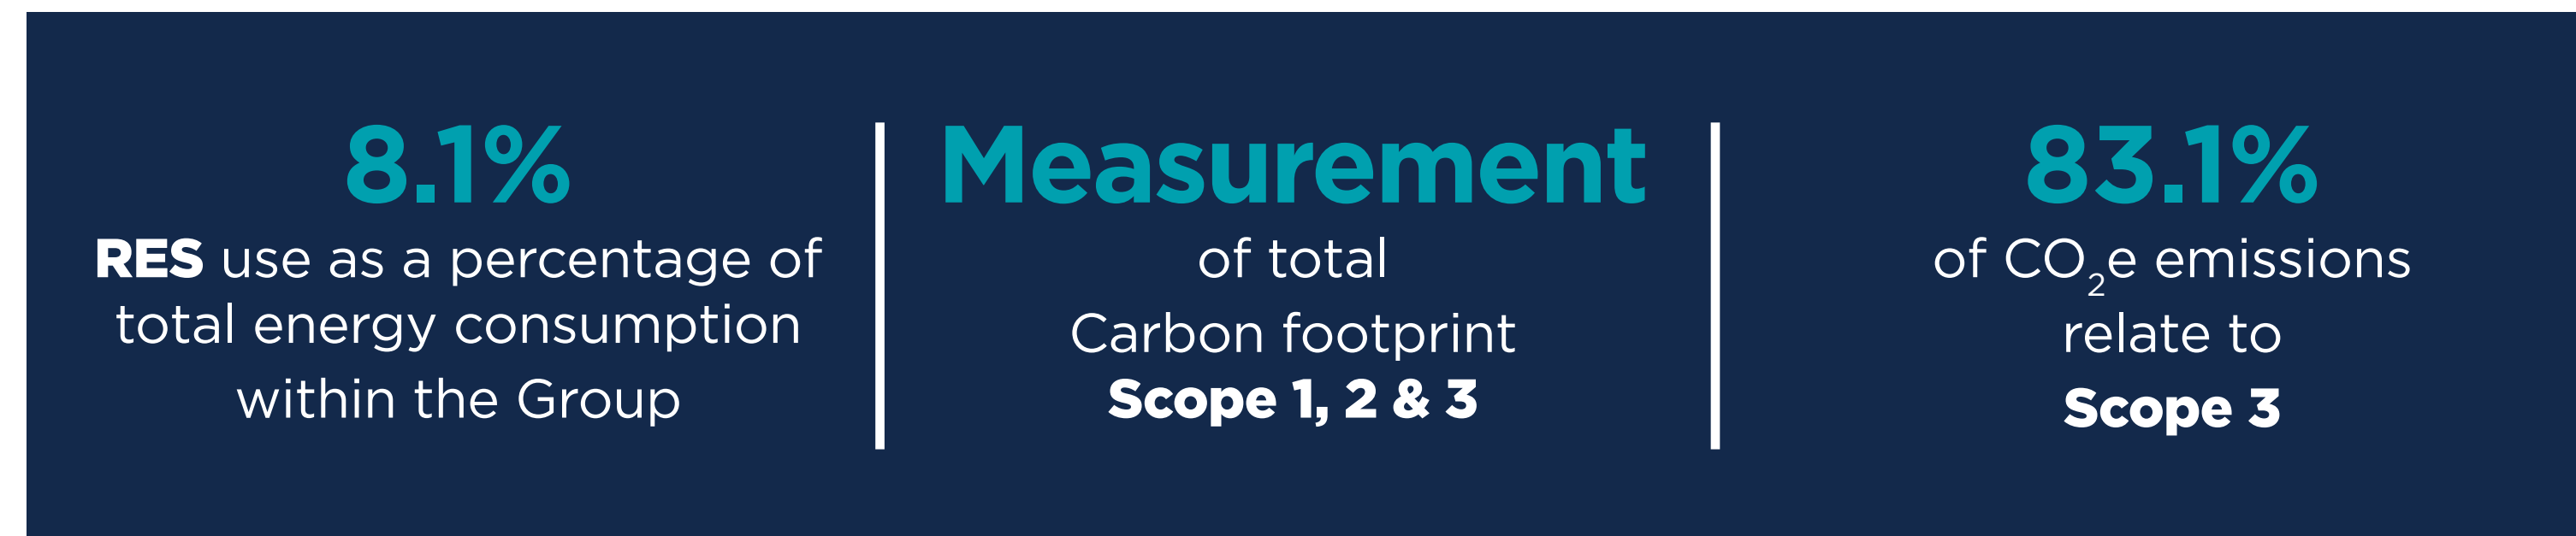 8.1%
RES use as a percentage of
total energy consumption
within the Group
Measurement
of total
Carbon footprint
Scope 1, 2 & 3
83.1%
of CO₂e emissions
relate to
Scope 3